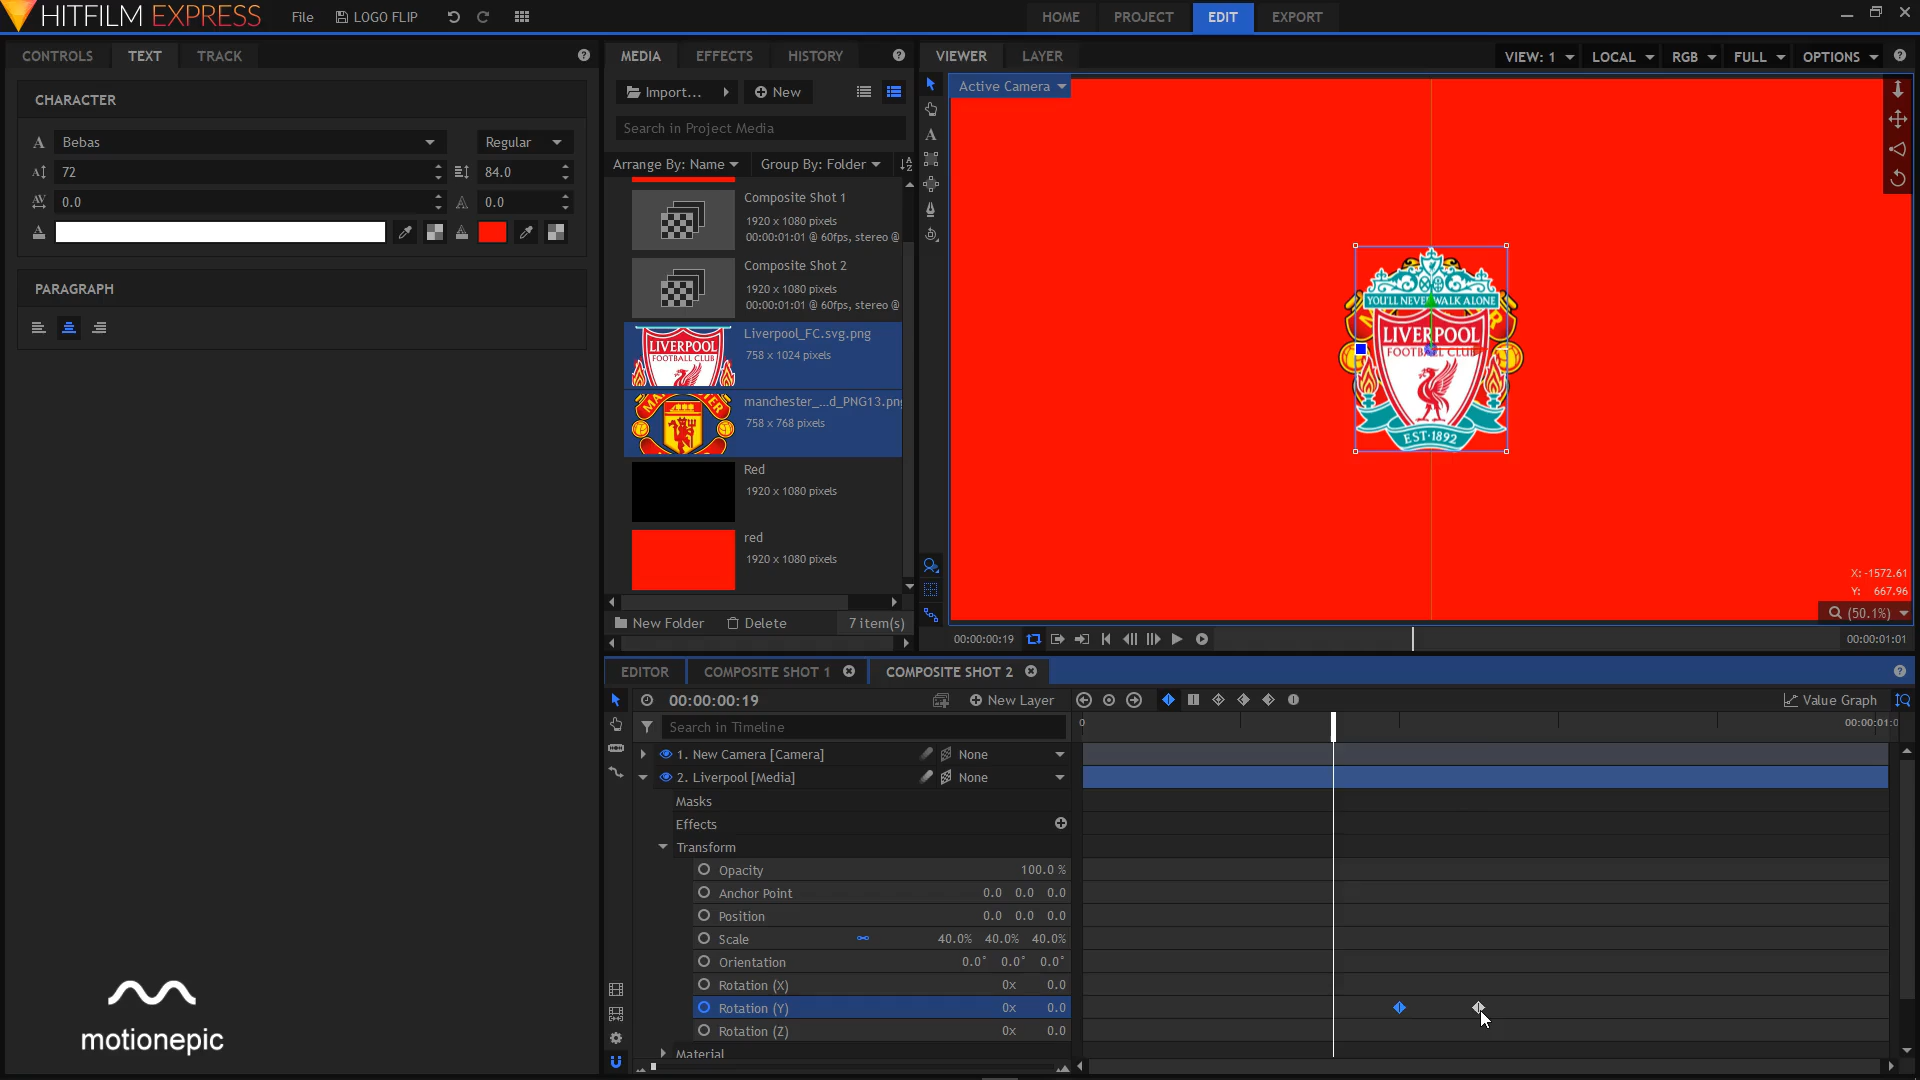 HITFILM EXPRESS
File
LOGO FLIP
HOME
PROJECT
EDIT
EXPORT
CONTROLS
TEXT
TRACK
CHARACTER
Bebas
Regular
72
84.0
0.0
0.0
PARAGRAPH
motionepic
MEDIA
EFFECTS
HISTORY
Import...
New
Search in Project Media
Arrange By: Name
Group By: Folder
Composite Shot 1
1920 x 1080 pixels
00:00:01:01 @ 60fps, stereo @
Composite Shot 2
1920 x 1080 pixels
00:00:01:01 @ 60fps, stereo @
Liverpool_FC.svg.png
758 x 1024 pixels
LIVERPOOL
FOOTBALL CLUB
manchester_...d_PNG13.png
758 x 768 pixels
Red
1920 x 1080 pixels
red
1920 x 1080 pixels
New Folder
Delete
7 item(s)
VIEWER
LAYER
VIEW: 1
LOCAL
RGB
FULL
OPTIONS
Active Camera
YOU'LL NEVER WALK ALONE
LIVERPOOL
FOOTBALL CLUB
EST·1892
X: -1572.61
Y: 667.96
(50.1%)
00:00:00:19
00:00:01:01
EDITOR
COMPOSITE SHOT 1
COMPOSITE SHOT 2
00:00:00:19
New Layer
Value Graph
Search in Timeline
0
00:00:01:0
1. New Camera [Camera]
None
2. Liverpool [Media]
None
Masks
Effects
Transform
Opacity
100.0 %
Anchor Point
0.0 0.0 0.0
Position
0.0 0.0 0.0
Scale
40.0% 40.0% 40.0%
Orientation
0.0° 0.0° 0.0°
Rotation (X)
0x 0.0
Rotation (Y)
0x 0.0
Rotation (Z)
0x 0.0
Material